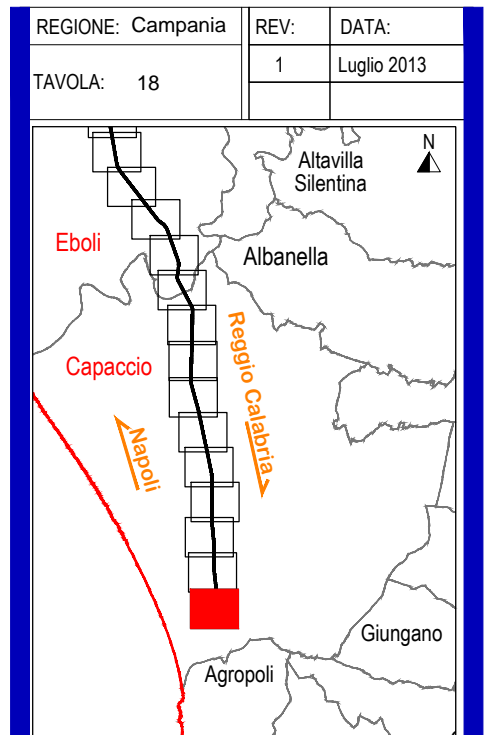 REGIONE: Campania
REV:
DATA:
TAVOLA: 18
1
Luglio 2013
N
Altavilla
Silentina
Eboli
Albanella
Capaccio
Reggio Calabria
Napoli
Giungano
Agropoli